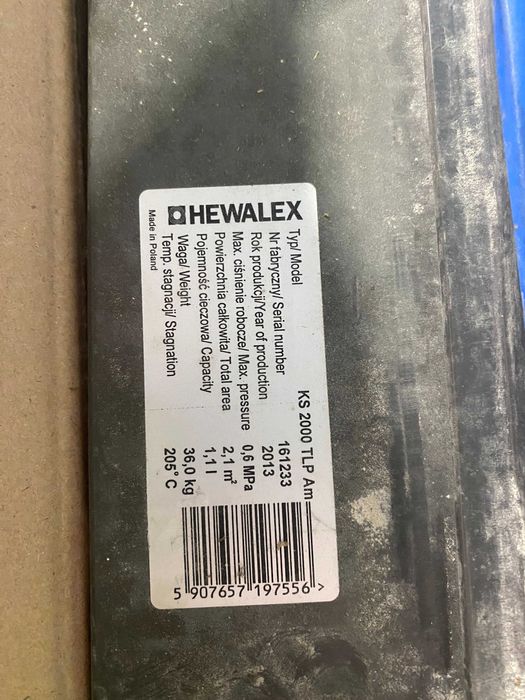 HEWALEX
Typ/ Model KS 2000 TLP Am
Nr fabryczny/ Serial number 161233
Rok produkcji/Year of production 2013
Max. ciśnienie robocze/ Max. pressure 0,6 MPa
Powierzchnia całkowita/ Total area 2,1 m²
Pojemność cieczowa/ Capacity 1,1 l
Waga/ Weight 36,0 kg
Temp. stagnacji/ Stagnation 205° C
Made in Poland
5 907657 197556 >